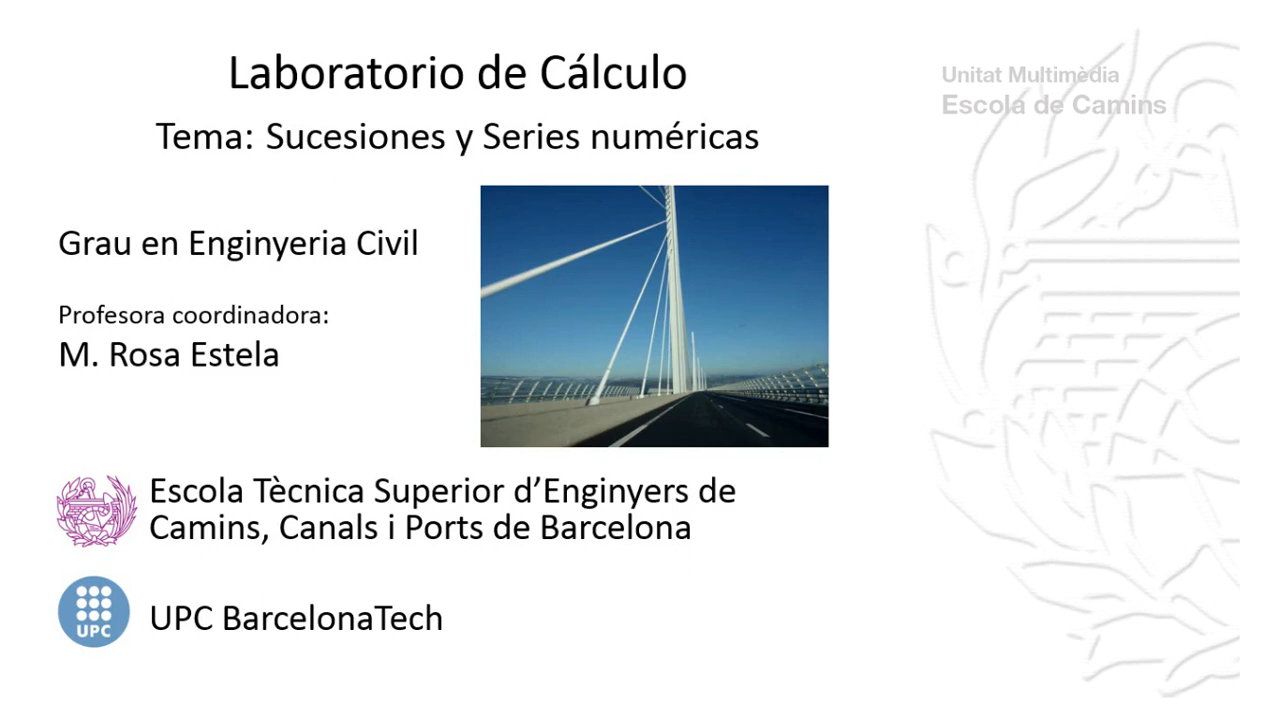 Laboratorio de Cálculo
Tema: Sucesiones y Series numéricas
Unitat Multimèdia
Escola de Camins
Grau en Enginyeria Civil
Profesora coordinadora:
M. Rosa Estela
Escola Tècnica Superior d’Enginyers de
Camins, Canals i Ports de Barcelona
UPC
UPC BarcelonaTech